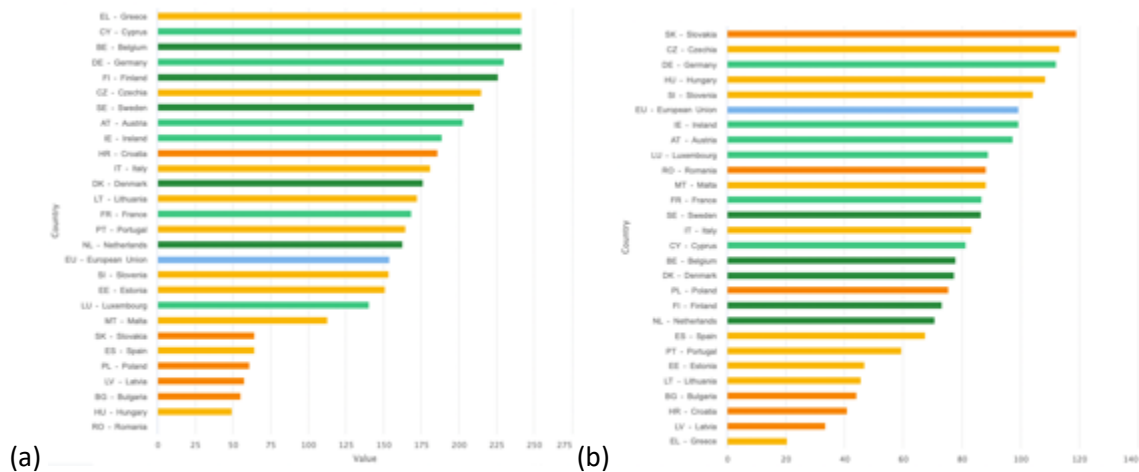 EL - Greece
CY - Cyprus
BE - Belgium
DE - Germany
FI - Finland
CZ - Czechia
SE - Sweden
AT - Austria
IE - Ireland
HR - Croatia
IT - Italy
DK - Denmark
LT - Lithuania
FR - France
PT - Portugal
NL - Netherlands
EU - European Union
SI - Slovenia
EE - Estonia
LU - Luxembourg
MT - Malta
SK - Slovakia
ES - Spain
PL - Poland
LV - Latvia
BG - Bulgaria
HU - Hungary
RO - Romania
Country
0 25 50 75 100 125 150 175 200 225 250 275
Value
(a)
SK - Slovakia
CZ - Czechia
DE - Germany
HU - Hungary
SI - Slovenia
EU - European Union
IE - Ireland
AT - Austria
LU - Luxembourg
RO - Romania
MT - Malta
FR - France
SE - Sweden
IT - Italy
CY - Cyprus
BE - Belgium
DK - Denmark
PL - Poland
FI - Finland
NL - Netherlands
ES - Spain
PT - Portugal
EE - Estonia
LT - Lithuania
BG - Bulgaria
HR - Croatia
LV - Latvia
EL - Greece
Country
0 20 40 60 80 100 120 140
(b)